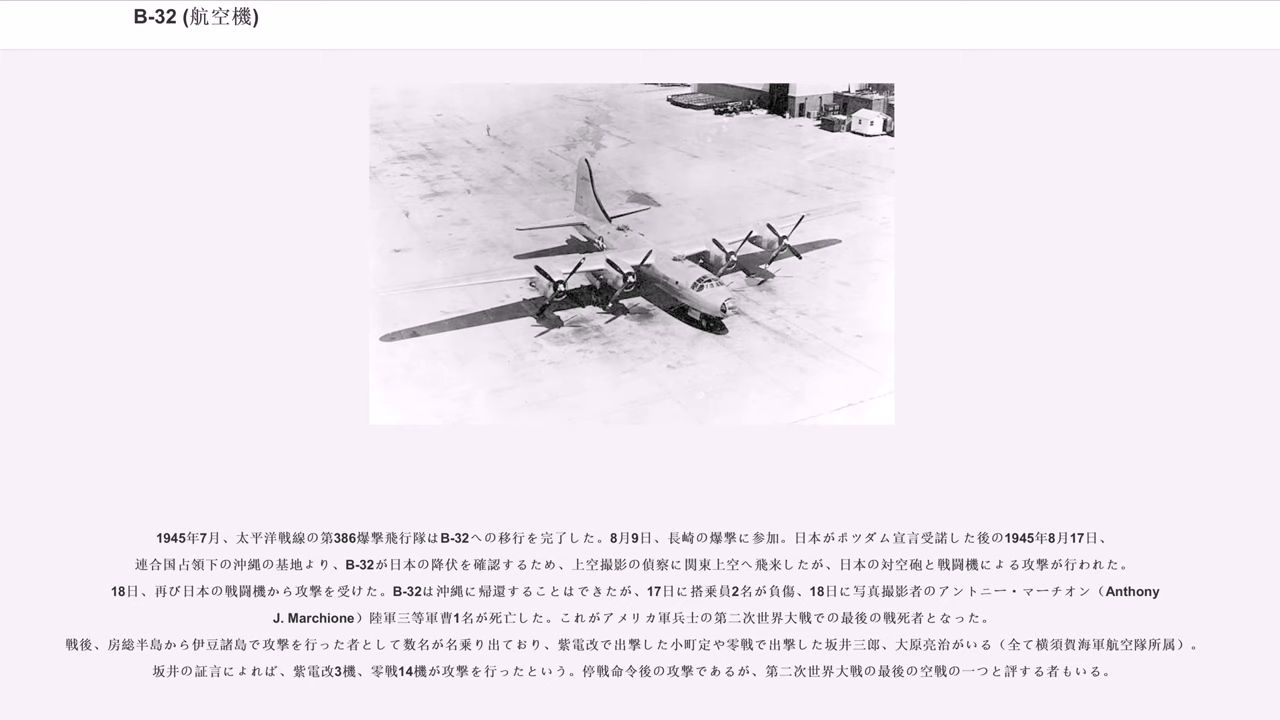 B-32 (航空機)
1945年7月、太平洋戦線の第386爆撃飛行隊はB-32への移行を完了した。8月9日、長崎の爆撃に参加。日本がポツダム宣言受諾した後の1945年8月17日、
連合国占領下の沖縄の基地より、B-32が日本の降伏を確認するため、上空撮影の偵察に関東上空へ飛来したが、日本の対空砲と戦闘機による攻撃が行われた。
18日、再び日本の戦闘機から攻撃を受けた。B-32は沖縄に帰還することはできたが、17日に搭乗員2名が負傷、18日に写真撮影者のアントニー・マーチオン（Anthony
J. Marchione）陸軍三等軍曹1名が死亡した。これがアメリカ軍兵士の第二次世界大戦での最後の戦死者となった。
戦後、房総半島から伊豆諸島で攻撃を行った者として数名が名乗り出ており、紫電改で出撃した小町定や零戦で出撃した坂井三郎、大原亮治がいる（全て横須賀海軍航空隊所属）。
坂井の証言によれば、紫電改3機、零戦14機が攻撃を行ったという。停戦命令後の攻撃であるが、第二次世界大戦の最後の空戦の一つと評する者もいる。